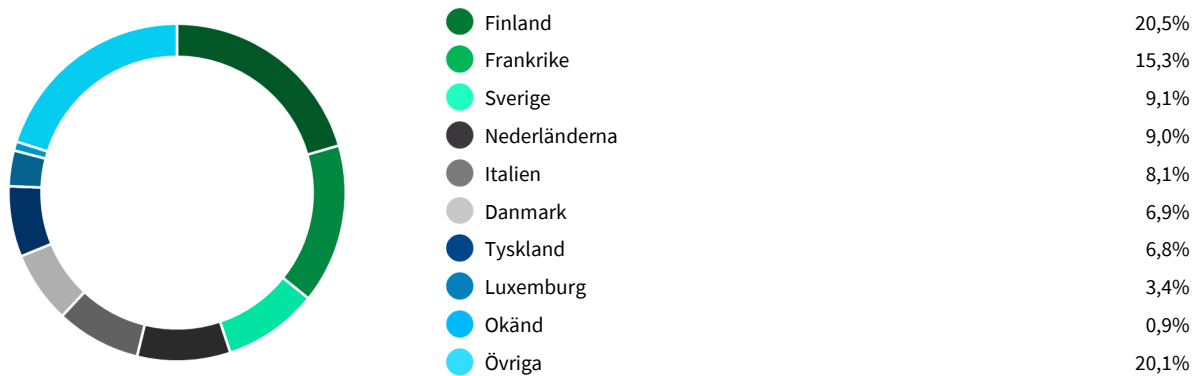 Finland 20,5%
Frankrike 15,3%
Sverige 9,1%
Nederländerna 9,0%
Italien 8,1%
Danmark 6,9%
Tyskland 6,8%
Luxemburg 3,4%
Okänd 0,9%
Övriga 20,1%